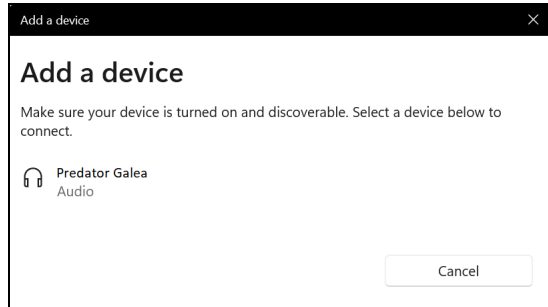 Add a device
Add a device
Make sure your device is turned on and discoverable. Select a device below to
connect.
Predator Galea
Audio
Cancel